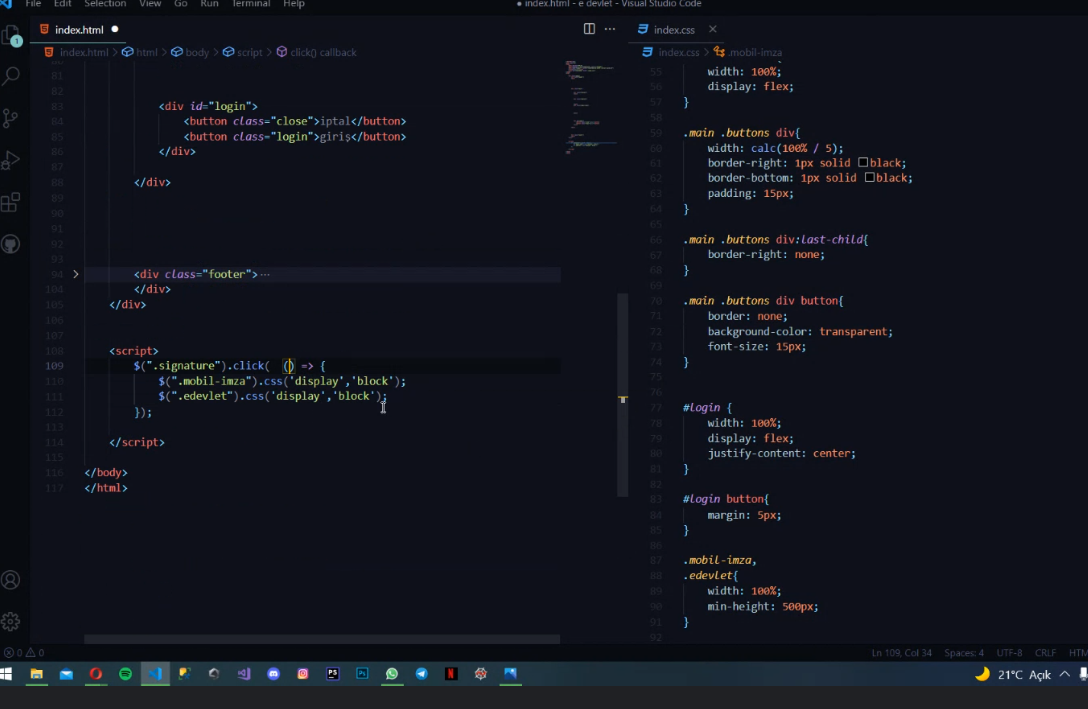 File Edit Selection View Go Run Terminal Help
● index.html - e devlet - Visual Studio Code
index.html ●
index.html > html > body > script > click() callback
81
82
83 <div id="login">
84 <button class="close">iptal</button>
85 <button class="login">giriş</button>
86 </div>
87
88 </div>
89
90
91
92
93
94 <div class="footer"> ···
104 </div>
105 </div>
106
107
108 <script>
109 $(".signature").click(  () => {
110 $(".mobil-imza").css('display','block');
111 $(".edevlet").css('display','block');
112 });
113
114 </script>
115
116 </body>
117 </html>
index.css
index.css > .mobil-imza
55 width: 100%;
56 display: flex;
57 }
58
59 .main .buttons div{
60 width: calc(100% / 5);
61 border-right: 1px solid black;
62 border-bottom: 1px solid black;
63 padding: 15px;
64 }
65
66 .main .buttons div:last-child{
67 border-right: none;
68 }
69
70 .main .buttons div button{
71 border: none;
72 background-color: transparent;
73 font-size: 15px;
74 }
75
76
77 #login {
78 width: 100%;
79 display: flex;
80 justify-content: center;
81 }
82
83 #login button{
84 margin: 5px;
85 }
86
87 .mobil-imza,
88 .edevlet{
89 width: 100%;
90 min-height: 500px;
91 }
92
1
0 0
Ln 109, Col 34 Spaces: 4 UTF-8 CRLF HTM
PS
Ps
N
21°C Açık